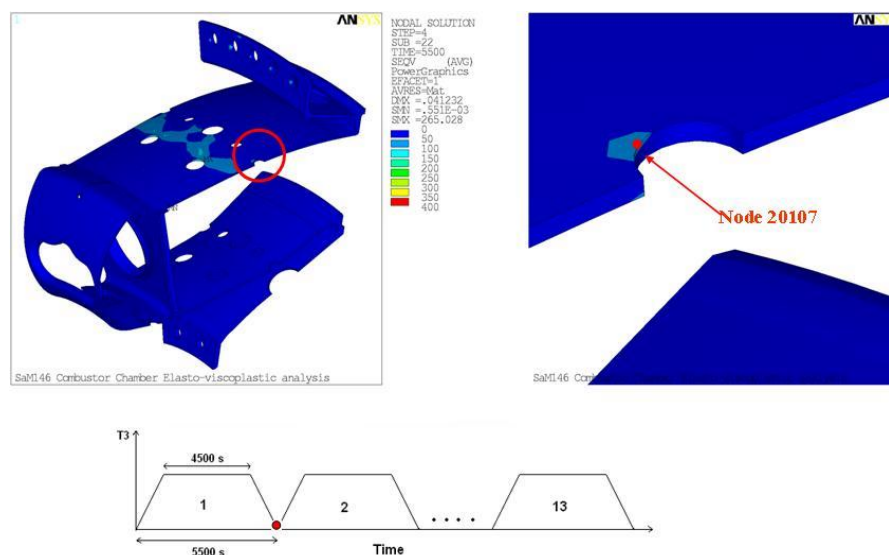 1
ANSYS
NODAL SOLUTION
STEP=4
SUB =22
TIME=5500
SEQV (AVG)
PowerGraphics
EFACET=1
AVRES=Mat
DMX =.041232
SMN =.551E-03
SMX =265.028
0
50
100
150
200
250
300
350
400
SaM146 Combustor Chamber Elasto-viscoplastic analysis
ANSYS
Node 20107
T3
4500 s
1
2
. . . .
13
5500 s
Time